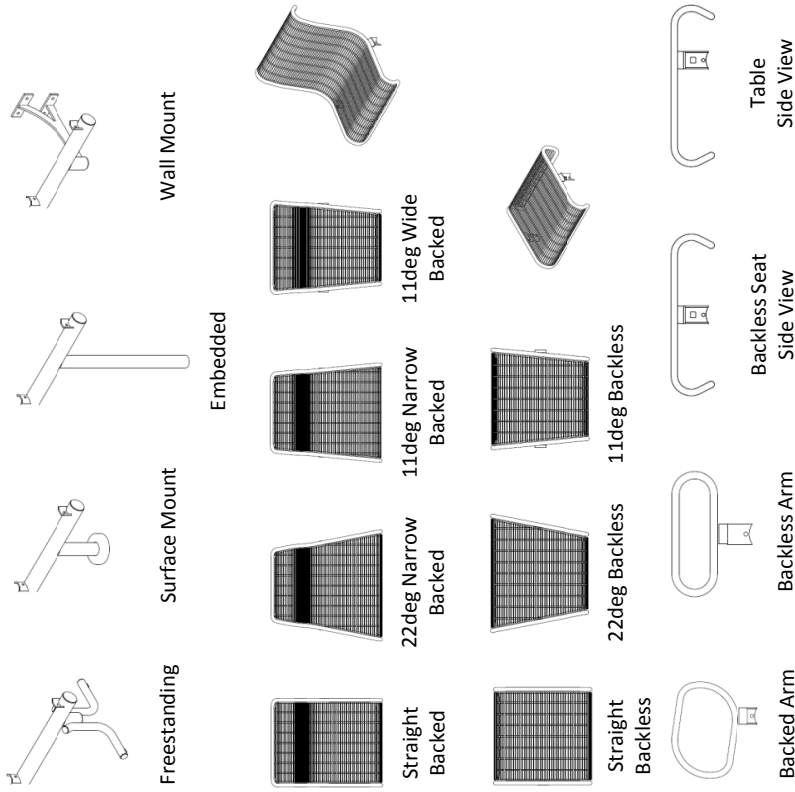 Freestanding
Surface Mount
Embedded
Wall Mount
Straight
Backed
22deg Narrow
Backed
11deg Narrow
Backed
11deg Wide
Backed
Straight
Backless
22deg Backless
11deg Backless
Backed Arm
Backless Arm
Backless Seat
Side View
Table
Side View